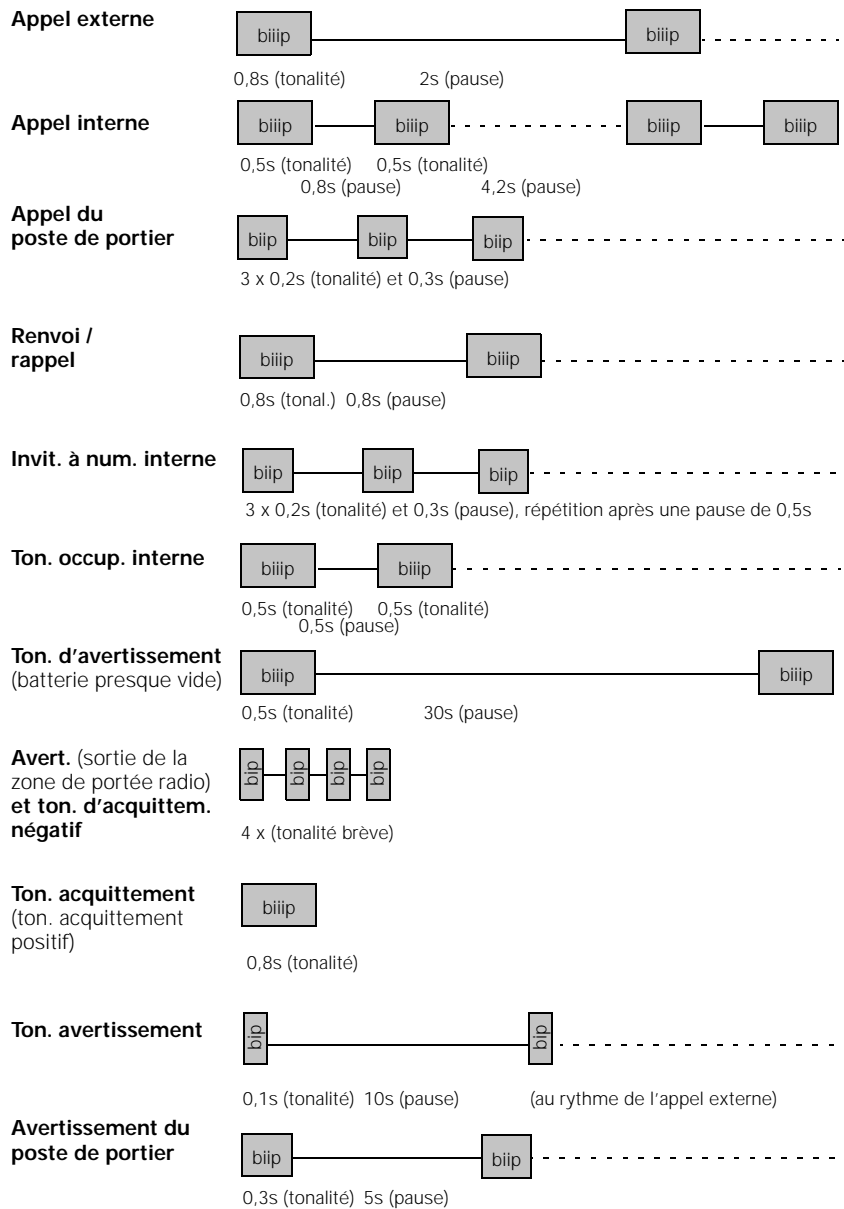 Appel externe
biiip biiip
0,8s (tonalité) 2s (pause)
Appel interne
biiip biiip biiip biiip
0,5s (tonalité) 0,5s (tonalité)
0,8s (pause) 4,2s (pause)
Appel du
poste de portier
biip biip biip
3 x 0,2s (tonalité) et 0,3s (pause)
Renvoi /
rappel
biiip biiip
0,8s (tonal.) 0,8s (pause)
Invit. à num. interne
biip biip biip
3 x 0,2s (tonalité) et 0,3s (pause), répétition après une pause de 0,5s
Ton. occup. interne
biiip biiip
0,5s (tonalité) 0,5s (tonalité)
0,5s (pause)
Ton. d'avertissement
(batterie presque vide)
biiip biiip
0,5s (tonalité) 30s (pause)
Avert. (sortie de la
zone de portée radio)
et ton. d'acquittem.
négatif
bip bip bip bip
4 x (tonalité brève)
Ton. acquittement
(ton. acquittement
positif)
biiip
0,8s (tonalité)
Ton. avertissement
bip bip
0,1s (tonalité) 10s (pause) (au rythme de l'appel externe)
Avertissement du
poste de portier
biip biip
0,3s (tonalité) 5s (pause)